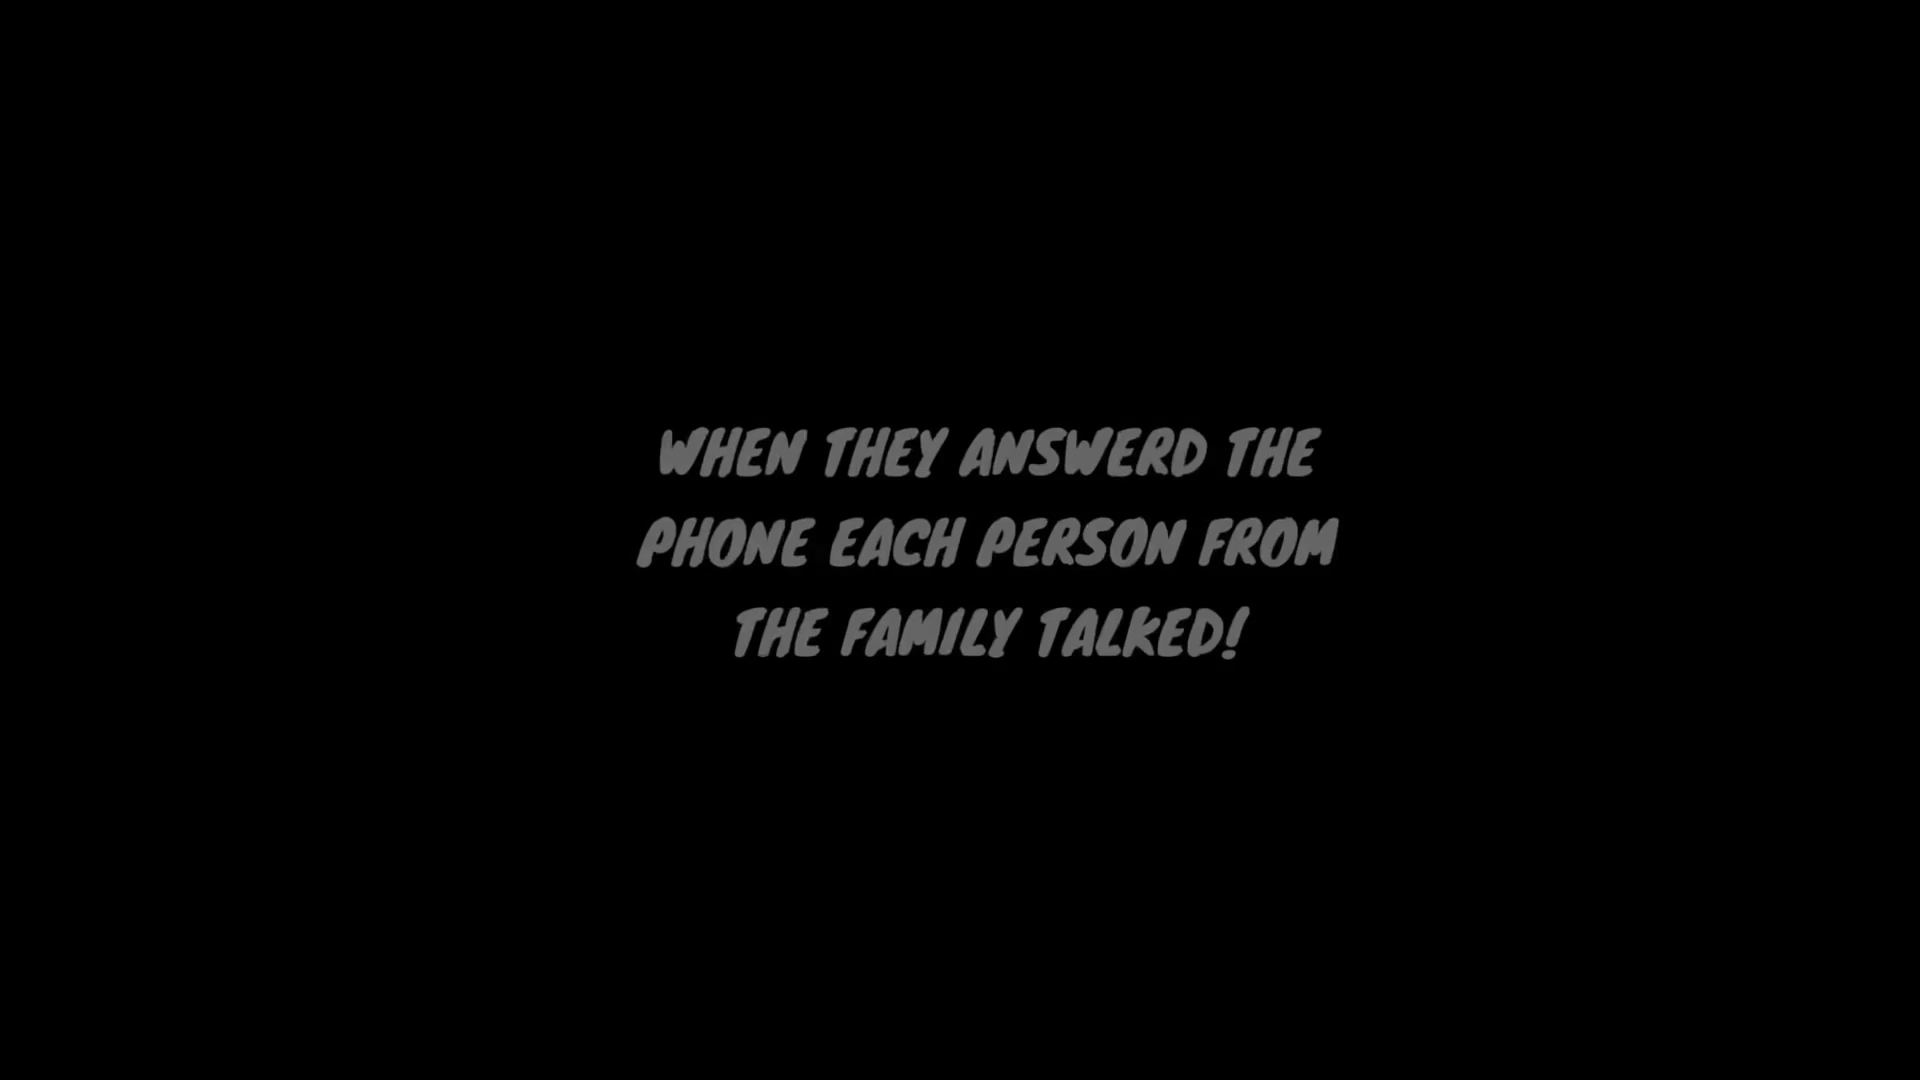 WHEN THEY ANSWERD THE
PHONE EACH PERSON FROM
THE FAMILY TALKED!